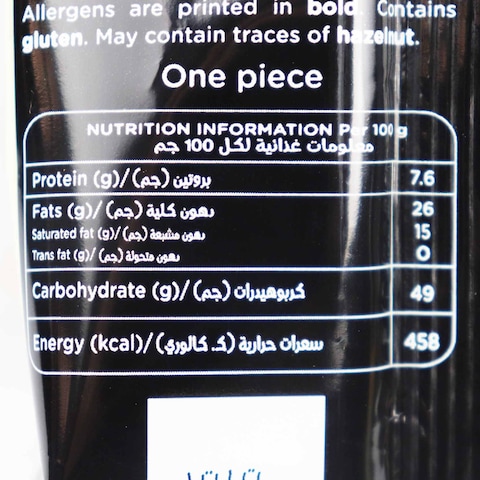 Allergens are printed in bold. Contains
gluten. May contain traces of hazelnut.
One piece
NUTRITION INFORMATION Per 100 g
معلومات غذائية لكل 100 جم
Protein (g)/ بروتين (جم) 7.6
Fats (g)/ دهون كلية (جم) 26
Saturated fat (g)/ دهون مشبعة (جم) 15
Trans fat (g)/ دهون متحولة (جم) 0
Carbohydrate (g)/ كربوهيدرات (جم) 49
Energy (kcal)/ سعرات حرارية (ك. كالوري) 458